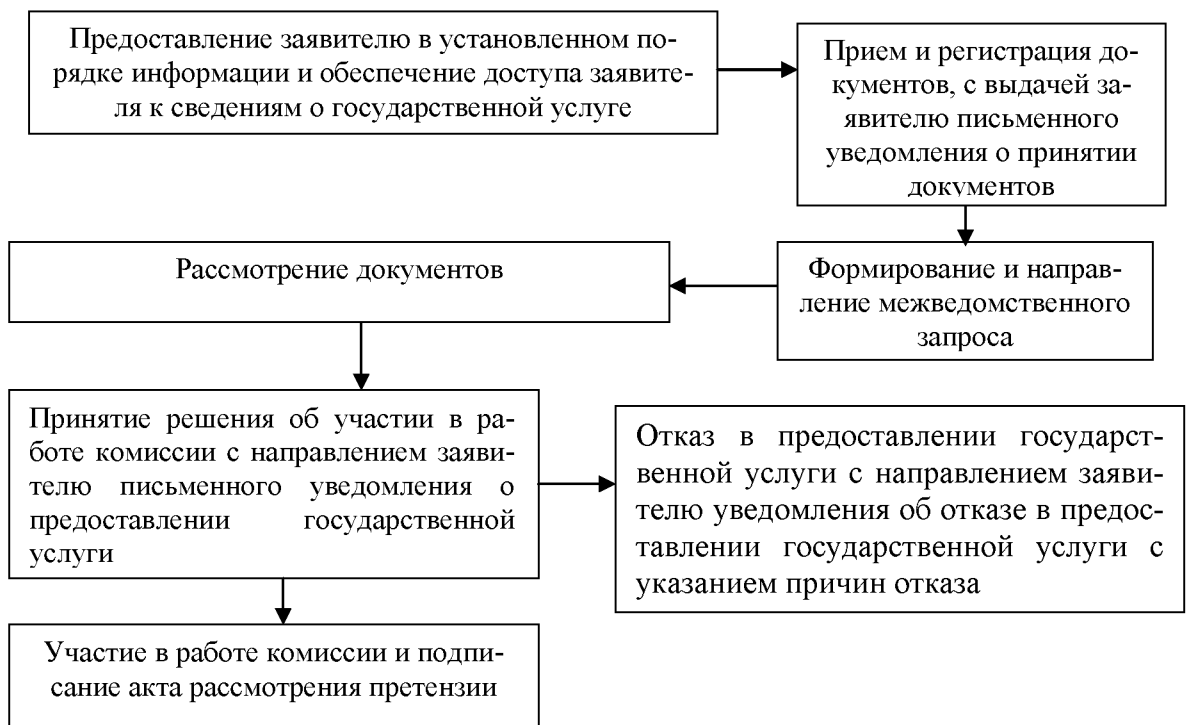 Предоставление заявителю в установленном по-
рядке информации и обеспечение доступа заявите-
ля к сведениям о государственной услуге
Прием и регистрация до-
кументов, с выдачей за-
явителю письменного
уведомления о принятии
документов
Формирование и направ-
ление межведомственного
запроса
Рассмотрение документов
Принятие решения об участии в ра-
боте комиссии с направлением заяви-
телю письменного уведомления о
предоставлении государственной
услуги
Отказ в предоставлении государст-
венной услуги с направлением заяви-
телю уведомления об отказе в предос-
тавлении государственной услуги с
указанием причин отказа
Участие в работе комиссии и подпи-
сание акта рассмотрения претензии